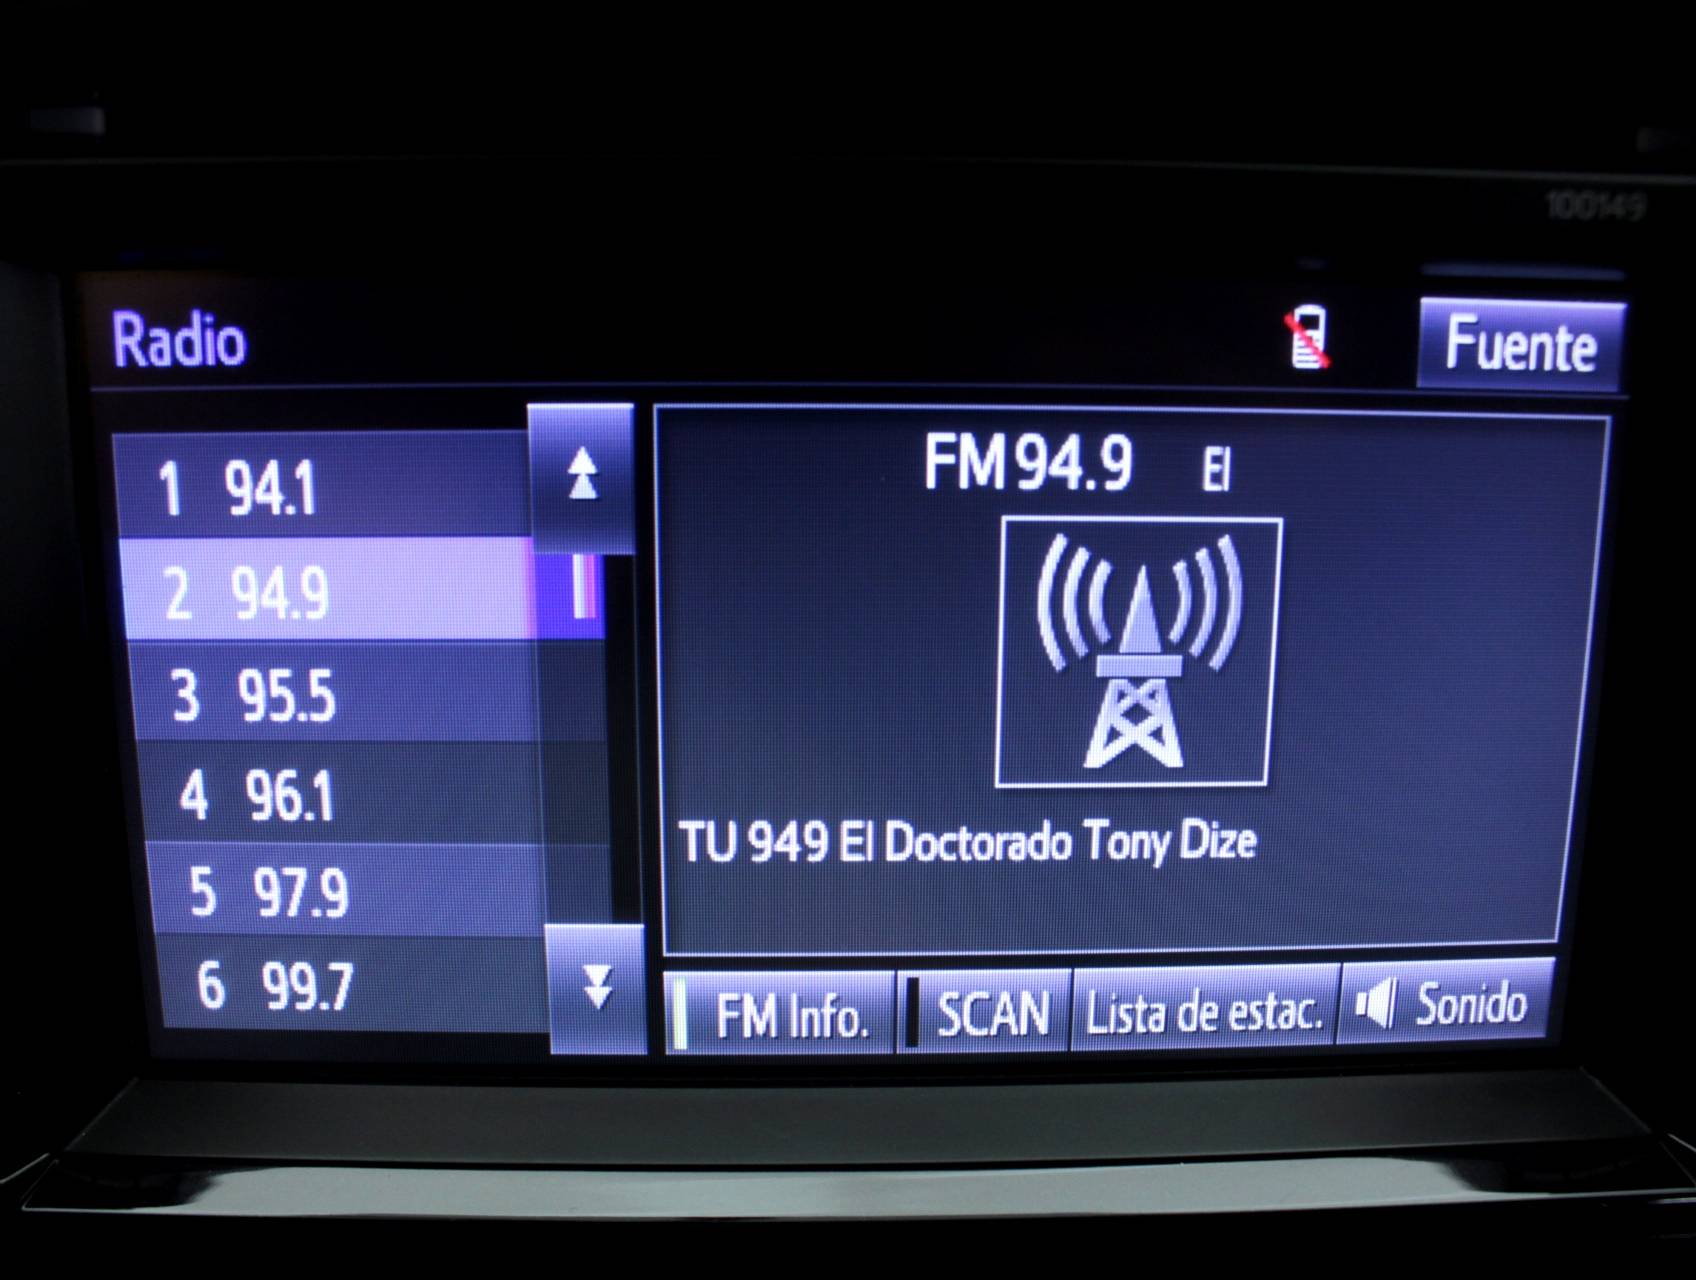 100149
Radio
Fuente
1 94.1
2 94.9
3 95.5
4 96.1
5 97.9
6 99.7
FM 94.9 El
TU 949 El Doctorado Tony Dize
FM Info.
SCAN
Lista de estac.
Sonido